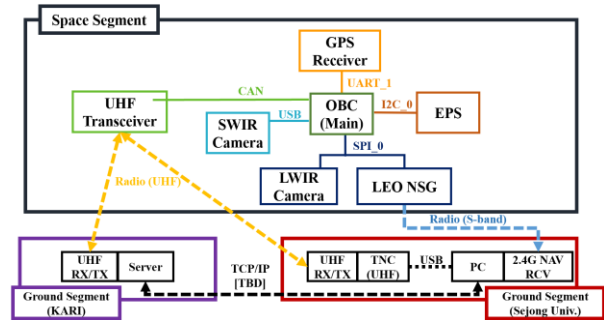 Space Segment
GPS
Receiver
UART_1
CAN
UHF
Transceiver
OBC
(Main)
I2C_0
EPS
USB
SWIR
Camera
SPI_0
LWIR
Camera
LEO NSG
Radio (UHF)
Radio (S-band)
UHF
RX/TX
Server
TCP/IP
[TBD]
UHF
RX/TX
TNC
(UHF)
USB
PC
2.4G NAV
RCV
Ground Segment
(KARI)
Ground Segment
(Sejong Univ.)